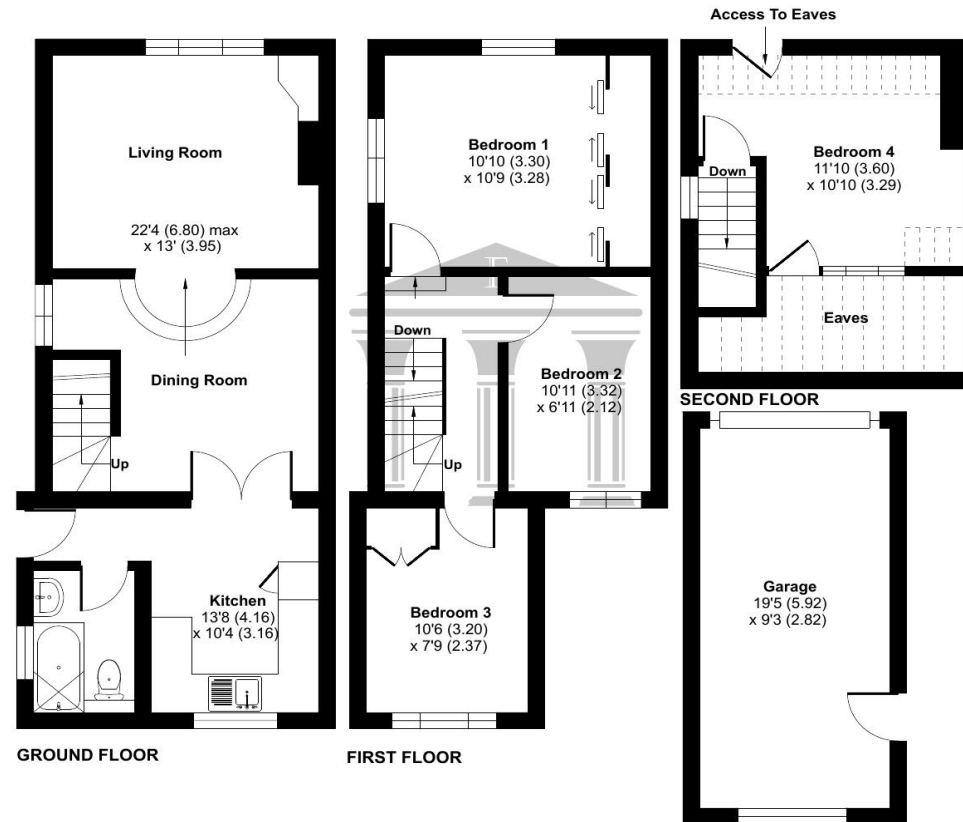 Living Room
22'4 (6.80) max
x 13' (3.95)
Dining Room
Up
Kitchen
13'8 (4.16)
x 10'4 (3.16)
GROUND FLOOR
Bedroom 1
10'10 (3.30)
x 10'9 (3.28)
Down
Up
Bedroom 2
10'11 (3.32)
x 6'11 (2.12)
Bedroom 3
10'6 (3.20)
x 7'9 (2.37)
FIRST FLOOR
Access To Eaves
Bedroom 4
11'10 (3.60)
x 10'10 (3.29)
Down
Eaves
SECOND FLOOR
Garage
19'5 (5.92)
x 9'3 (2.82)